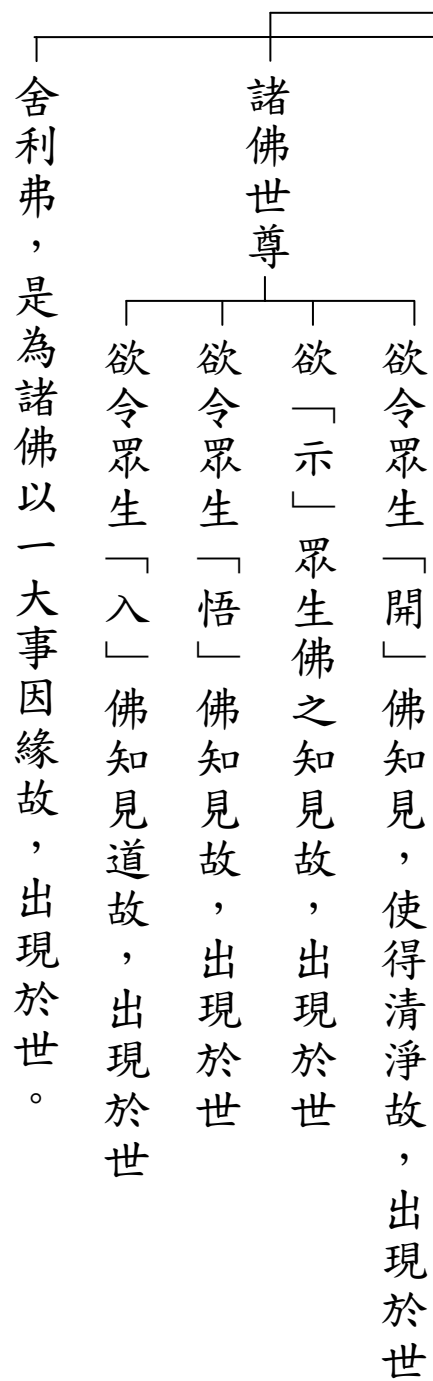 諸佛世尊
欲令眾生「開」佛知見，使得清淨故，出現於世
欲「示」眾生佛之知見故，出現於世
欲令眾生「悟」佛知見故，出現於世
欲令眾生「入」佛知見道故，出現於世
舍利弗，是為諸佛以一大事因緣故，出現於世。